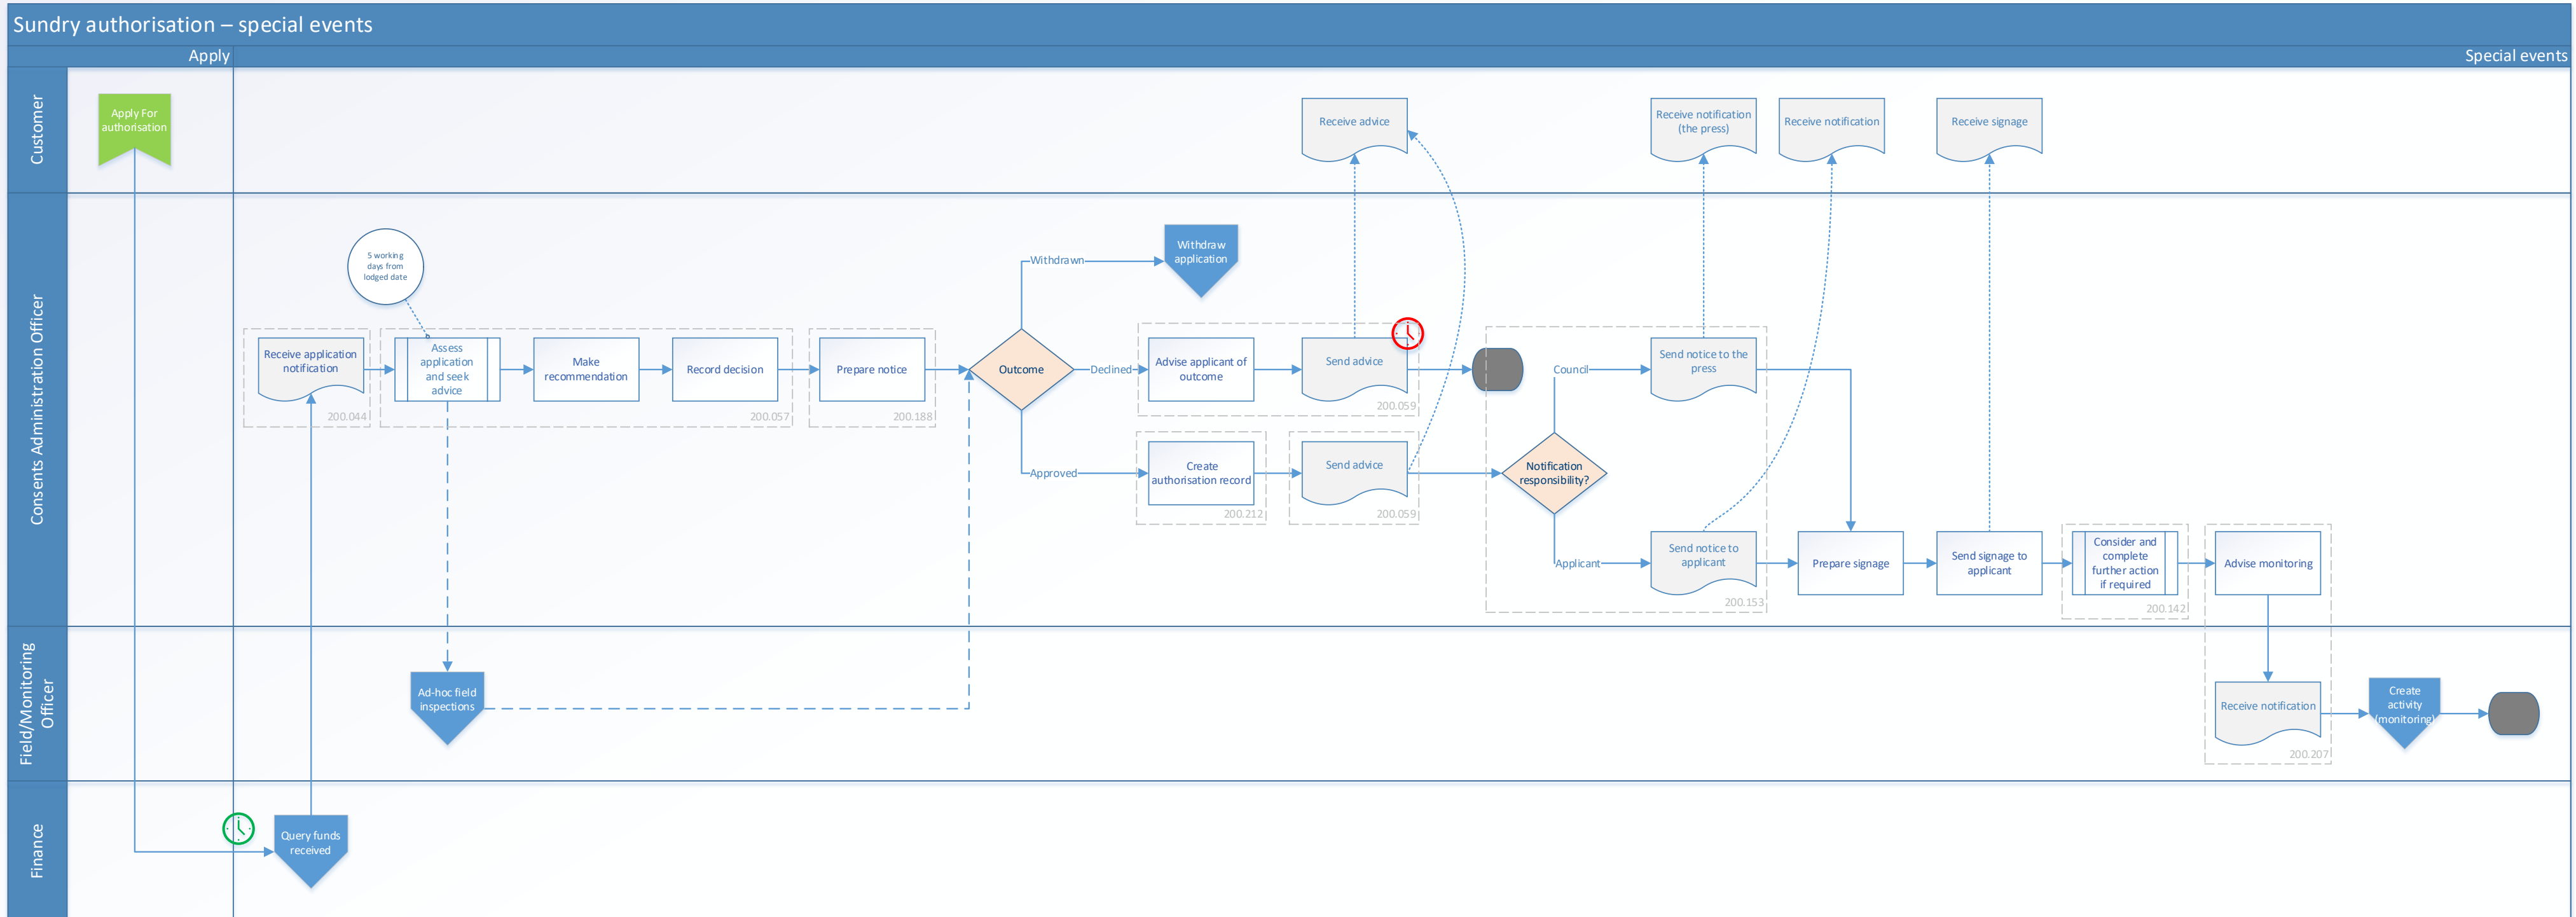 Sundry authorisation – special events
Apply
Special events
Customer
Apply For
authorisation
Receive advice
Receive notification
(the press)
Receive notification
Receive signage
Consents Administration Officer
5 working
days from
lodged date
Withdrawn
Withdraw
application
Receive application
notification
200.044
Assess
application
and seek
advice
Make
recommendation
Record decision
200.057
Prepare notice
200.188
Outcome
Declined
Advise applicant of
outcome
Send advice
200.059
Approved
Create
authorisation record
200.212
Send advice
200.059
Council
Send notice to the
press
Notification
responsibility?
Applicant
Send notice to
applicant
200.153
Prepare signage
Send signage to
applicant
Consider and
complete
further action
if required
200.142
Advise monitoring
Field/Monitoring
Officer
Ad-hoc field
inspections
Receive notification
200.207
Create
activity
(monitoring)
Finance
Query funds
received